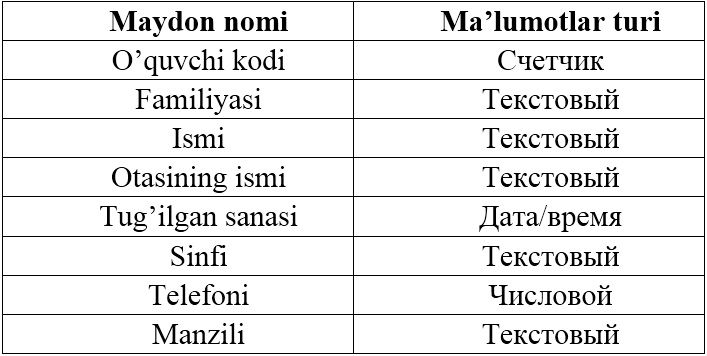 Maydon nomi Ma’lumotlar turi
O’quvchi kodi Счетчик
Familiyasi Текстовый
Ismi Текстовый
Otasining ismi Текстовый
Tug’ilgan sanasi Дата/время
Sinfi Текстовый
Telefoni Числовой
Manzili Текстовый